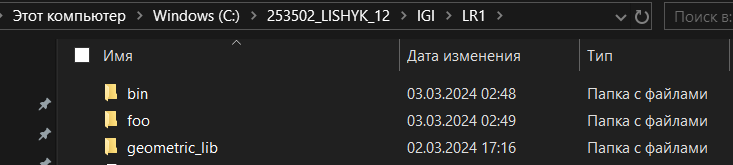 Этот компьютер > Windows (C:) > 253502_LISHYK_12 > IGI > LR1 > Поиск в:
Имя Дата изменения Тип
bin 03.03.2024 02:48 Папка с файлами
foo 03.03.2024 02:49 Папка с файлами
geometric_lib 02.03.2024 17:16 Папка с файлами